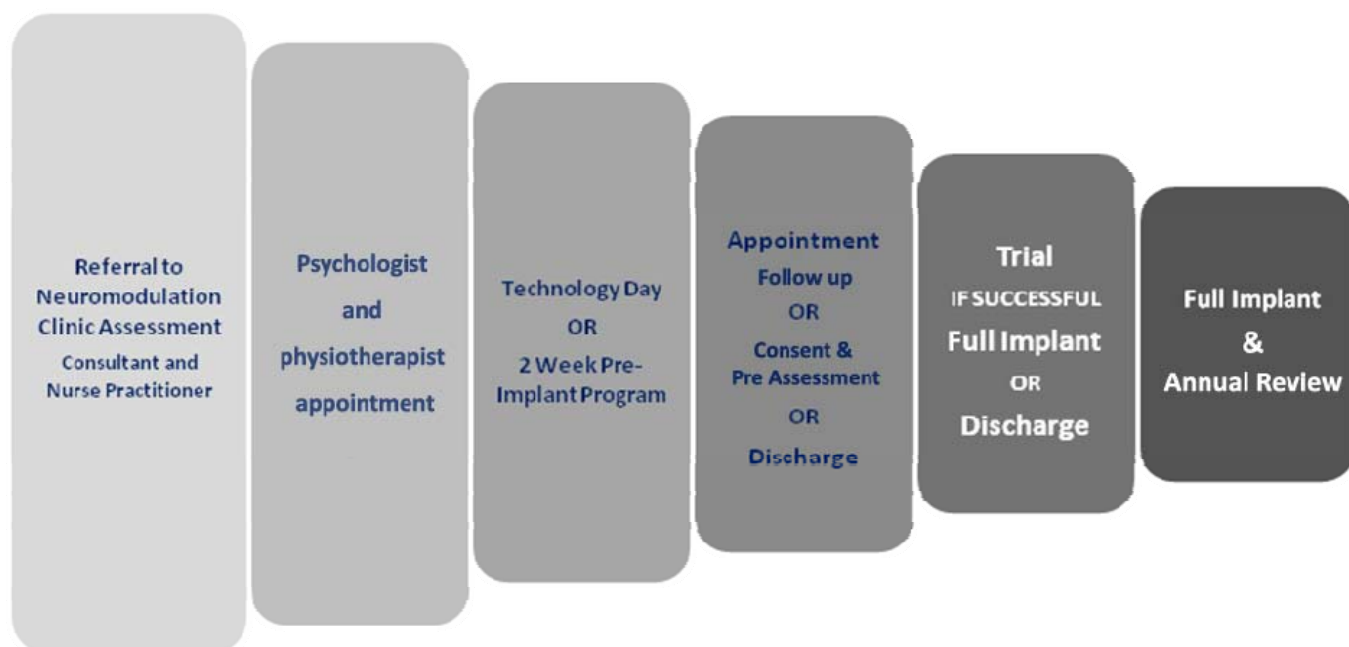 Referral to
Neuromodulation
Clinic Assessment
Consultant and
Nurse Practitioner
Psychologist
and
physiotherapist
appointment
Technology Day
OR
2 Week Pre-
Implant Program
Appointment
Follow up
OR
Consent &
Pre Assessment
OR
Discharge
Trial
IF SUCCESSFUL
Full Implant
OR
Discharge
Full Implant
&
Annual Review